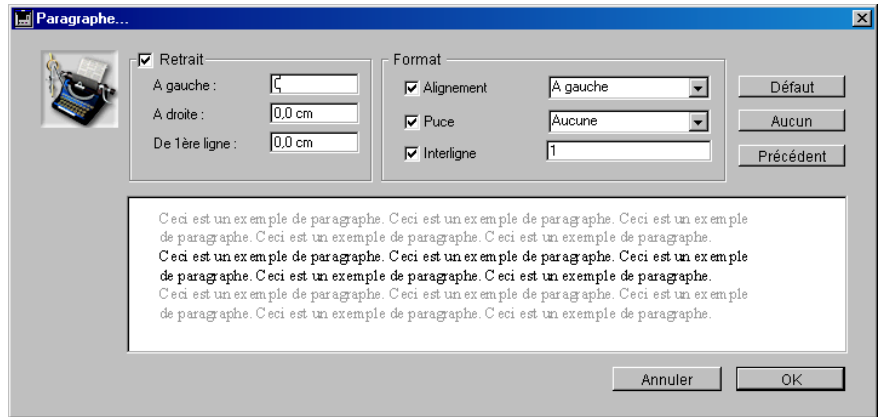 Paragraphe...
Retrait
A gauche :
A droite :
0,0 cm
De 1ère ligne :
0,0 cm
Format
Alignement
A gauche
Puce
Aucune
Interligne
1
Défaut
Aucun
Précédent
Ceci est un exemple de paragraphe. Ceci est un exemple de paragraphe. Ceci est un exemple
de paragraphe. Ceci est un exemple de paragraphe. Ceci est un exemple de paragraphe.
Ceci est un exemple de paragraphe. Ceci est un exemple de paragraphe. Ceci est un exemple
de paragraphe. Ceci est un exemple de paragraphe. Ceci est un exemple de paragraphe.
Ceci est un exemple de paragraphe. Ceci est un exemple de paragraphe. Ceci est un exemple
de paragraphe. Ceci est un exemple de paragraphe. Ceci est un exemple de paragraphe.
Annuler
OK